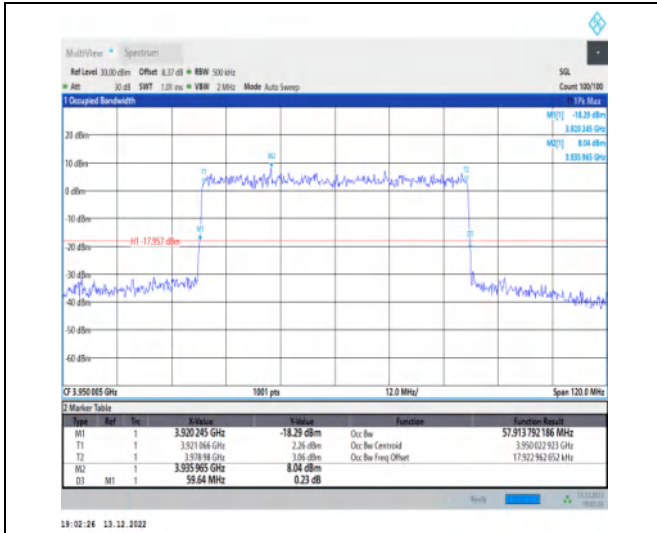 MultiView Spectrum
Ref Level 30.00 dBm Offset 8.37 dB RBW 500 kHz SGL
Att 30 dB SWT 1.01 ms VBW 2 MHz Mode Auto Sweep Count 100/100
1 Occupied Bandwidth 1Pk Max
M1[1] -18.29 dBm
3.920 245 GHz
20 dBm M2[1] 8.04 dBm
3.935 965 GHz
M2
10 dBm
T1 T2
0 dBm
-10 dBm
M1
D3
H1 -17.957 dBm
-20 dBm
-30 dBm
-40 dBm
-50 dBm
-60 dBm
CF 3.950 005 GHz 1001 pts 12.0 MHz/ Span 120.0 MHz
2 Marker Table
Type Ref Trc X-Value Y-Value Function Function Result
M1 1 3.920 245 GHz -18.29 dBm Occ Bw 57.913 792 186 MHz
T1 1 3.921 066 GHz 2.26 dBm Occ Bw Centroid 3.950 022 923 GHz
T2 1 3.978 98 GHz 3.06 dBm Occ Bw Freq Offset 17.922 962 652 kHz
M2 1 3.935 965 GHz 8.04 dBm
D3 M1 1 59.64 MHz 0.23 dB
Ready
19:02:26 13.12.2022